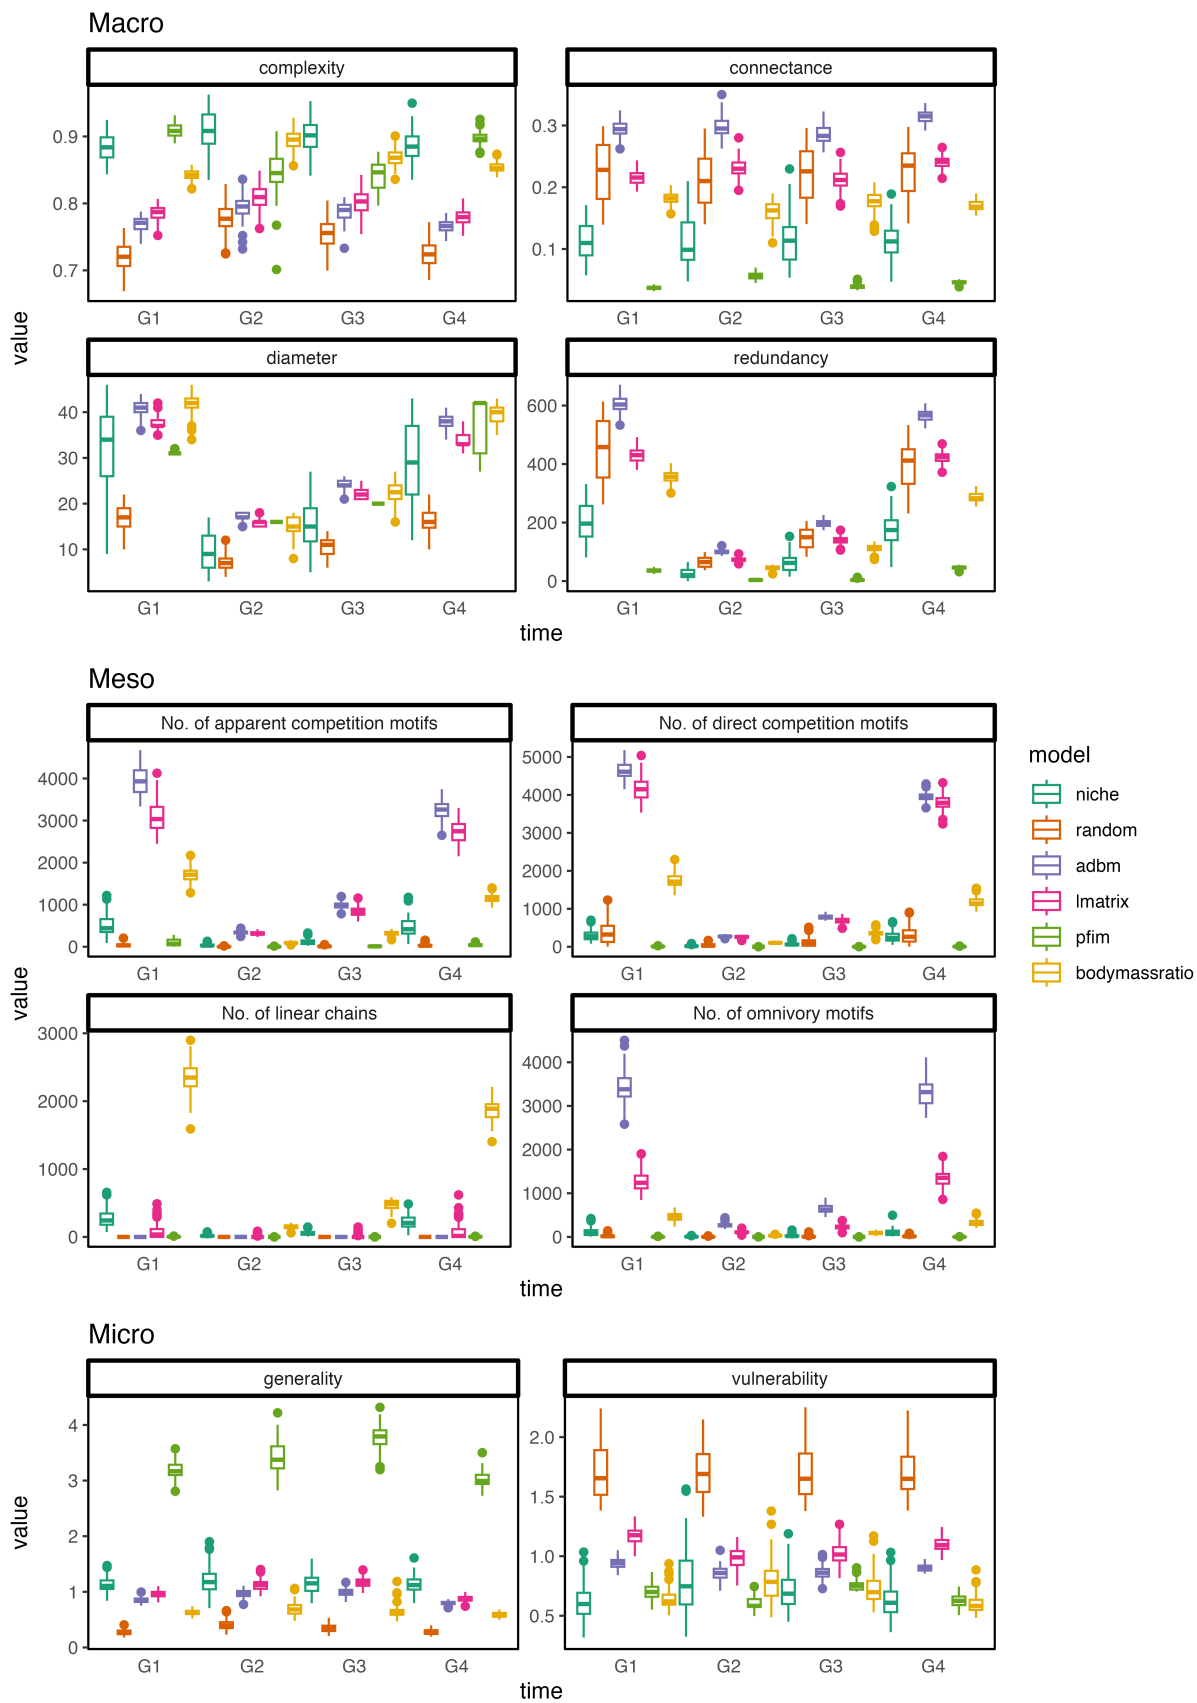 Macro
complexity
connectance
0.9
0.8
0.7
0.3
0.2
0.1
G1 G2 G3 G4
G1 G2 G3 G4
value
diameter
redundancy
40
30
20
10
600
400
200
0
G1 G2 G3 G4
G1 G2 G3 G4
time
Meso
No. of apparent competition motifs
No. of direct competition motifs
4000
3000
2000
1000
0
5000
4000
3000
2000
1000
0
G1 G2 G3 G4
G1 G2 G3 G4
value
No. of linear chains
No. of omnivory motifs
3000
2000
1000
0
4000
3000
2000
1000
0
G1 G2 G3 G4
G1 G2 G3 G4
time
model
niche
random
adbm
lmatrix
pfim
bodymassratio
Micro
generality
vulnerability
4
3
2
1
0
2.0
1.5
1.0
0.5
G1 G2 G3 G4
G1 G2 G3 G4
value
time